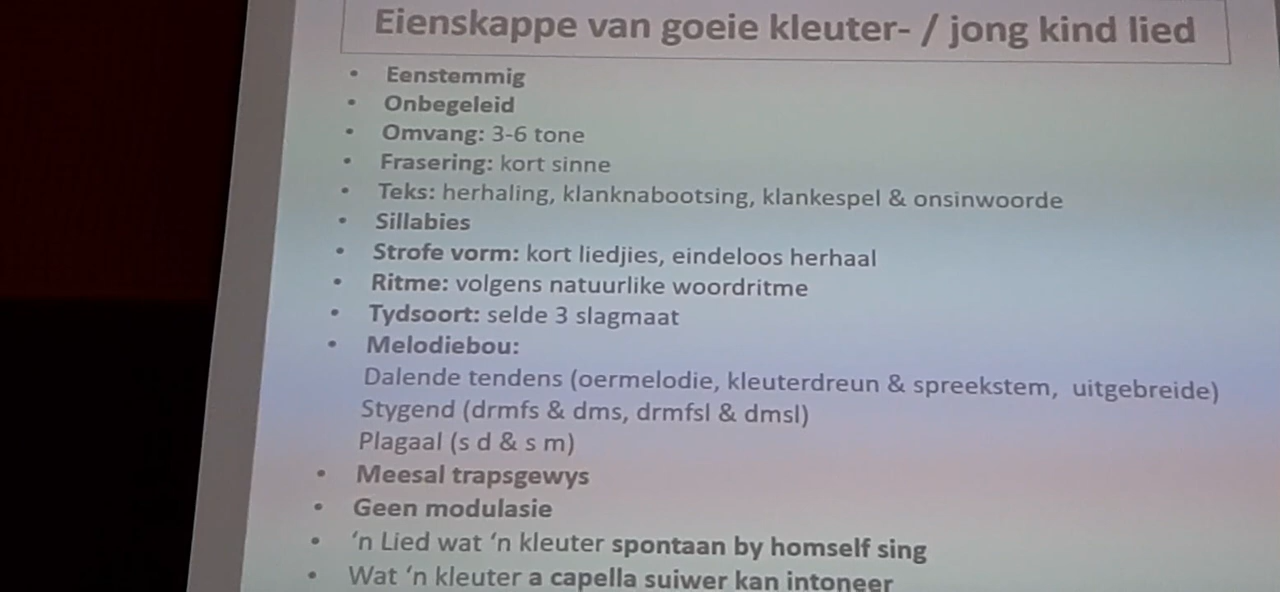 Eienskappe van goeie kleuter- / jong kind lied
• Eenstemmig
• Onbegeleid
• Omvang: 3-6 tone
• Frasering: kort sinne
• Teks: herhaling, klanknabootsing, klankespel & onsinwoorde
• Sillabies
• Strofe vorm: kort liedjies, eindeloos herhaal
• Ritme: volgens natuurlike woordritme
• Tydsoort: selde 3 slagmaat
• Melodiebou:
Dalende tendens (oermelodie, kleuterdreun & spreekstem, uitgebreide)
Stygend (drmfs & dms, drmfsl & dmsl)
Plagaal (s d & s m)
• Meesal trapsgewys
• Geen modulasie
• ‘n Lied wat ‘n kleuter spontaan by homself sing
• Wat ‘n kleuter a capella suiwer kan intoneer